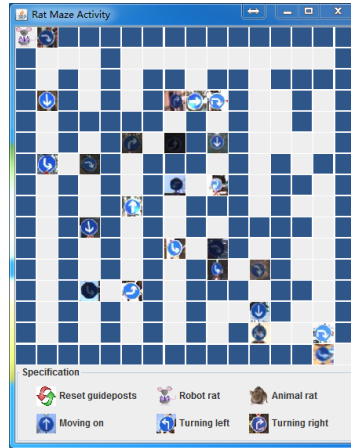 Rat Maze Activity
Specification
Reset guideposts
Robot rat
Animal rat
Moving on
Turning left
Turning right